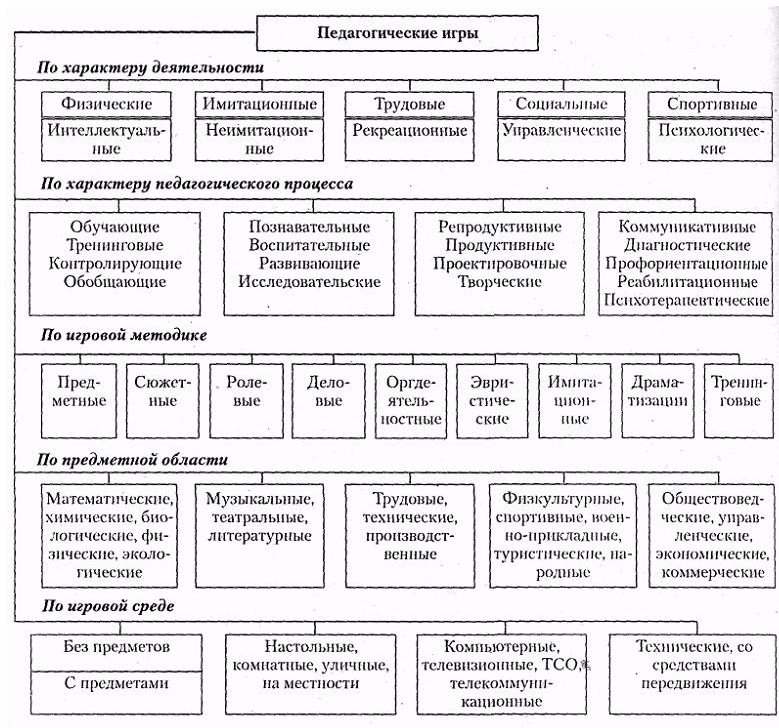 Педагогические игры
По характеру деятельности
Физические
Имитационные
Трудовые
Социальные
Спортивные
Интеллектуаль-
ные
Неимитацион-
ные
Рекреационные
Управленческие
Психологичес-
кие
По характеру педагогического процесса
Обучающие
Тренинговые
Контролирующие
Обобщающие
Познавательные
Воспитательные
Развивающие
Исследовательские
Репродуктивные
Продуктивные
Проектировочные
Творческие
Коммуникативные
Диагностические
Профориентационные
Реабилитационные
Психотерапевтические
По игровой методике
Пред-
метные
Сюжет-
ные
Роле-
вые
Дело-
вые
Оргде-
ятель-
ностные
Эври-
стичес-
кие
Имита-
цион-
ные
Драма-
тизации
Тренин-
говые
По предметной области
Математические,
химические, био-
логические, фи-
зические, эколо-
гические
Музыкальные,
театральные,
литературные
Трудовые,
технические,
производст-
венные
Физкультурные,
спортивные, воен-
но-прикладные,
туристические, на-
родные
Обществовед-
ческие, управ-
ленческие,
экономические,
коммерческие
По игровой среде
Без предметов
С предметами
Настольные,
комнатные, уличные,
на местности
Компьютерные,
телевизионные, ТСО,
телекоммуни-
кационные
Технические, со
средствами
передвижения